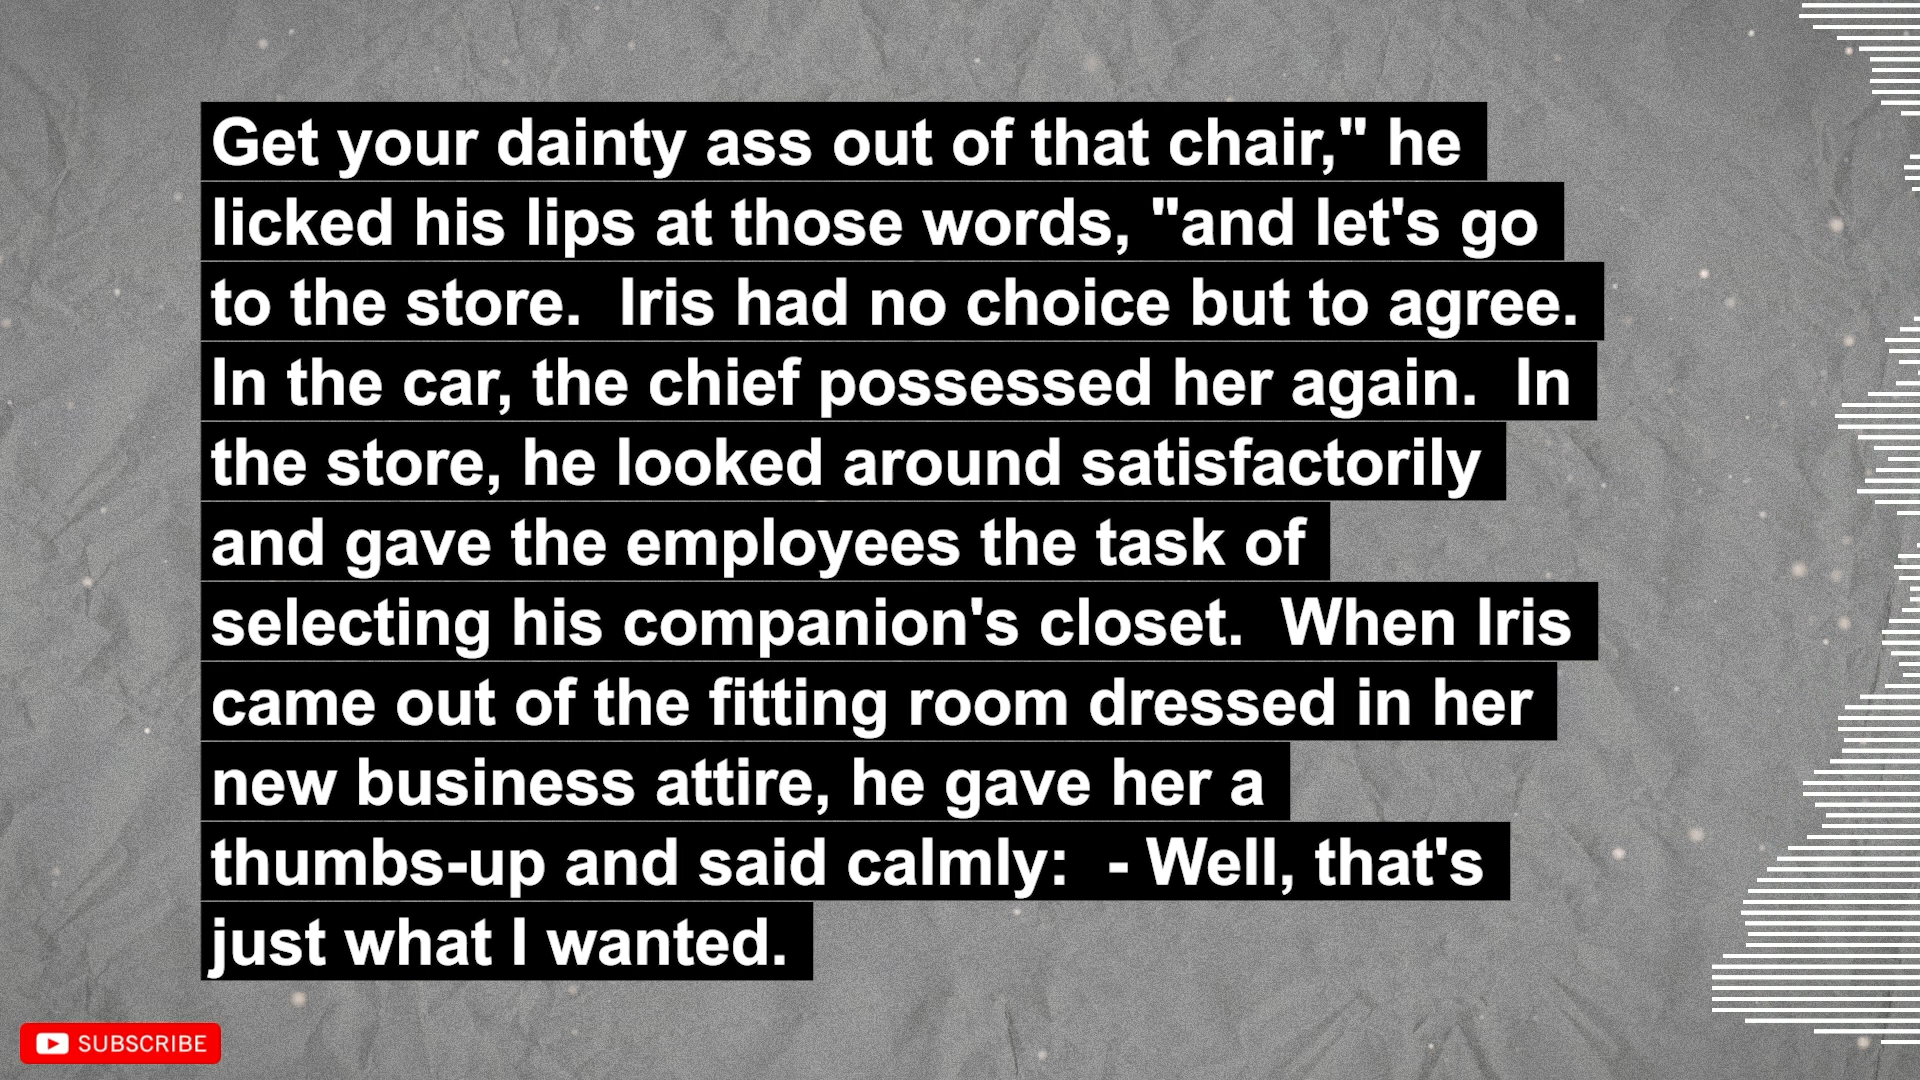 Get your dainty ass out of that chair," he
licked his lips at those words, "and let's go
to the store.  Iris had no choice but to agree.
In the car, the chief possessed her again.  In
the store, he looked around satisfactorily
and gave the employees the task of
selecting his companion's closet.  When Iris
came out of the fitting room dressed in her
new business attire, he gave her a
thumbs-up and said calmly:  - Well, that's
just what I wanted.
SUBSCRIBE